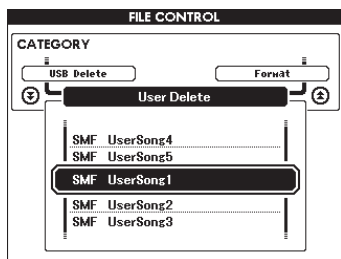 FILE CONTROL
CATEGORY
USB Delete Format
User Delete
SMF UserSong4
SMF UserSong5
SMF UserSong1
SMF UserSong2
SMF UserSong3